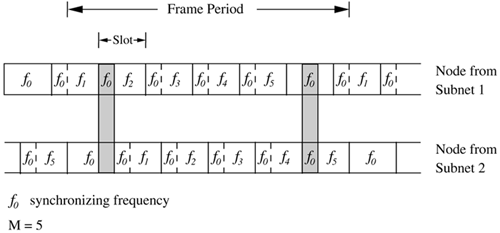 Frame Period
Slot
f0 f0 f1 f0 f2 f0 f3 f0 f4 f0 f5 f0 f0 f1 f0
Node from
Subnet 1
f0 f5 f0 f0 f1 f0 f2 f0 f3 f0 f4 f0 f5 f0
Node from
Subnet 2
f0 synchronizing frequency
M = 5